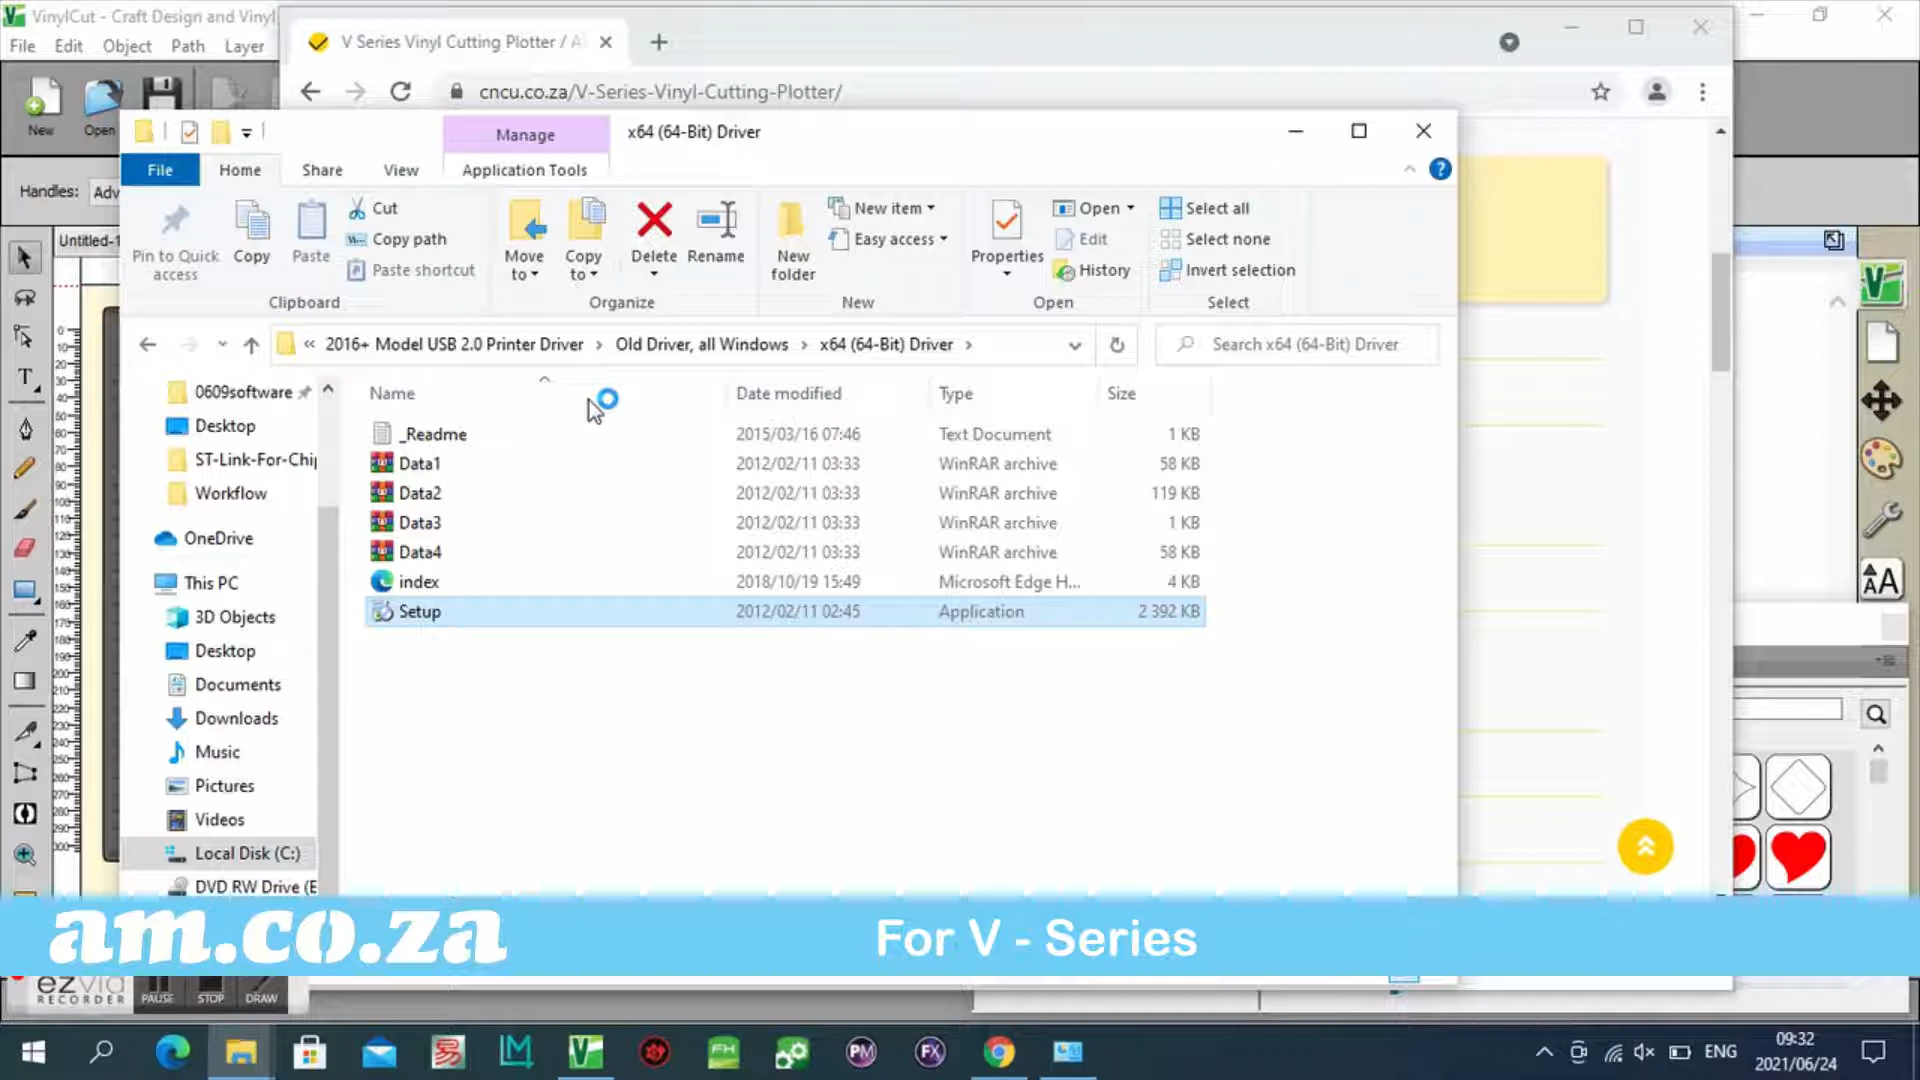 VinylCut - Craft Design and Vinyl
File Edit Object Path Layer
New Open
Handles: Adv
Untitled-1
V Series Vinyl Cutting Plotter / A
cncu.co.za/V-Series-Vinyl-Cutting-Plotter/
Manage x64 (64-Bit) Driver
File Home Share View Application Tools
Pin to Quick access
Copy
Paste
Cut
Copy path
Paste shortcut
Clipboard
Move to
Copy to
Delete
Rename
Organize
New folder
New item
Easy access
New
Properties
Open
Edit
History
Open
Select all
Select none
Invert selection
Select
« 2016+ Model USB 2.0 Printer Driver > Old Driver, all Windows > x64 (64-Bit) Driver >
Search x64 (64-Bit) Driver
0609software
Desktop
ST-Link-For-Chip
Workflow
OneDrive
This PC
3D Objects
Desktop
Documents
Downloads
Music
Pictures
Videos
Local Disk (C:)
DVD RW Drive (E
Name Date modified Type Size
_Readme 2015/03/16 07:46 Text Document 1 KB
Data1 2012/02/11 03:33 WinRAR archive 58 KB
Data2 2012/02/11 03:33 WinRAR archive 119 KB
Data3 2012/02/11 03:33 WinRAR archive 1 KB
Data4 2012/02/11 03:33 WinRAR archive 58 KB
index 2018/10/19 15:49 Microsoft Edge H... 4 KB
Setup 2012/02/11 02:45 Application 2 392 KB
am.co.za For V - Series
ezvid
RECORDER
PAUSE STOP DRAW
ENG
09:32
2021/06/24